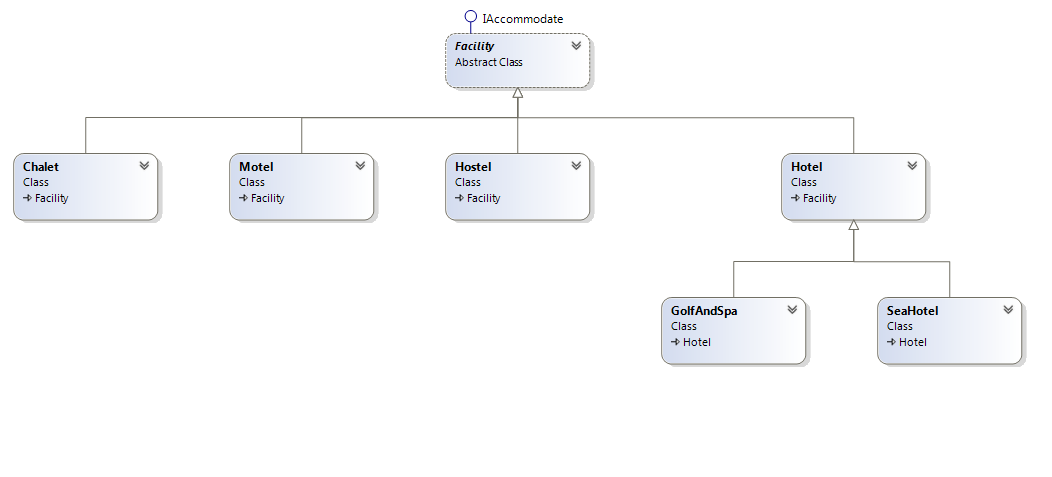 IAccommodate
Facility
Abstract Class
Chalet
Class
Facility
Motel
Class
Facility
Hostel
Class
Facility
Hotel
Class
Facility
GolfAndSpa
Class
Hotel
SeaHotel
Class
Hotel